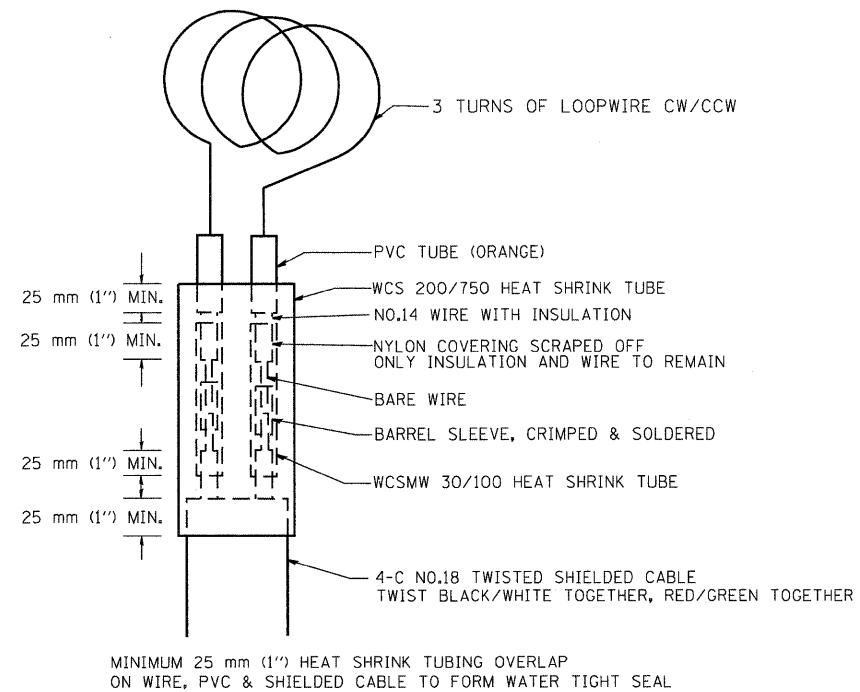 3 TURNS OF LOOPWIRE CW/CCW
PVC TUBE (ORANGE)
WCS 200/750 HEAT SHRINK TUBE
25 mm (1") MIN.
NO.14 WIRE WITH INSULATION
25 mm (1") MIN.
NYLON COVERING SCRAPED OFF
ONLY INSULATION AND WIRE TO REMAIN
BARE WIRE
BARREL SLEEVE, CRIMPED & SOLDERED
25 mm (1") MIN.
WCSMW 30/100 HEAT SHRINK TUBE
25 mm (1") MIN.
4-C NO.18 TWISTED SHIELDED CABLE
TWIST BLACK/WHITE TOGETHER, RED/GREEN TOGETHER
MINIMUM 25 mm (1") HEAT SHRINK TUBING OVERLAP
ON WIRE, PVC & SHIELDED CABLE TO FORM WATER TIGHT SEAL